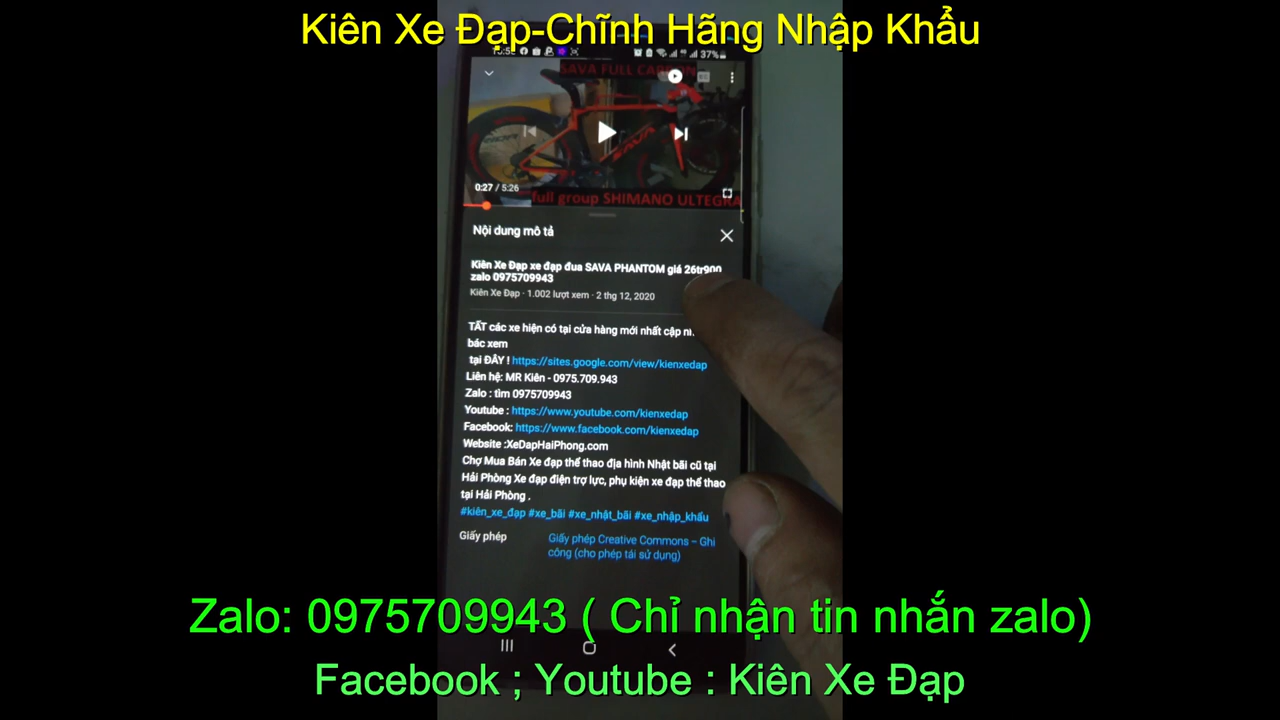 Kiên Xe Đạp-Chĩnh Hãng Nhập Khẩu
37%
SAVA FULL CARBON
SAVA
0:27 / 5:26
full group SHIMANO ULTEGRA
Nội dung mô tả
Kiên Xe Đạp xe đạp đua SAVA PHANTOM giá 26tr900
zalo 0975709943
Kiên Xe Đạp · 1.002 lượt xem · 2 thg 12, 2020
TẤT các xe hiện có tại cửa hàng mới nhất cập
bác xem
tại ĐÂY ! https://sites.google.com/view/kienxedap
Liên hệ: MR Kiên - 0975.709.943
Zalo : tìm 0975709943
Youtube : https://www.youtube.com/kienxedap
Facebook: https://www.facebook.com/kienxedap
Website :XeDapHaiPhong.com
Chợ Mua Bán Xe đạp thể thao địa hình Nhật bãi cũ tại
Hải Phòng Xe đạp điện trợ lực, phụ kiện xe đạp thể thao
tại Hải Phòng .
#kiên_xe_đạp #xe_bãi #xe_nhật_bãi #xe_nhập_khẩu
Giấy phép Giấy phép Creative Commons – Ghi
công (cho phép tái sử dụng)
Zalo: 0975709943 ( Chỉ nhận tin nhắn zalo)
Facebook ; Youtube : Kiên Xe Đạp